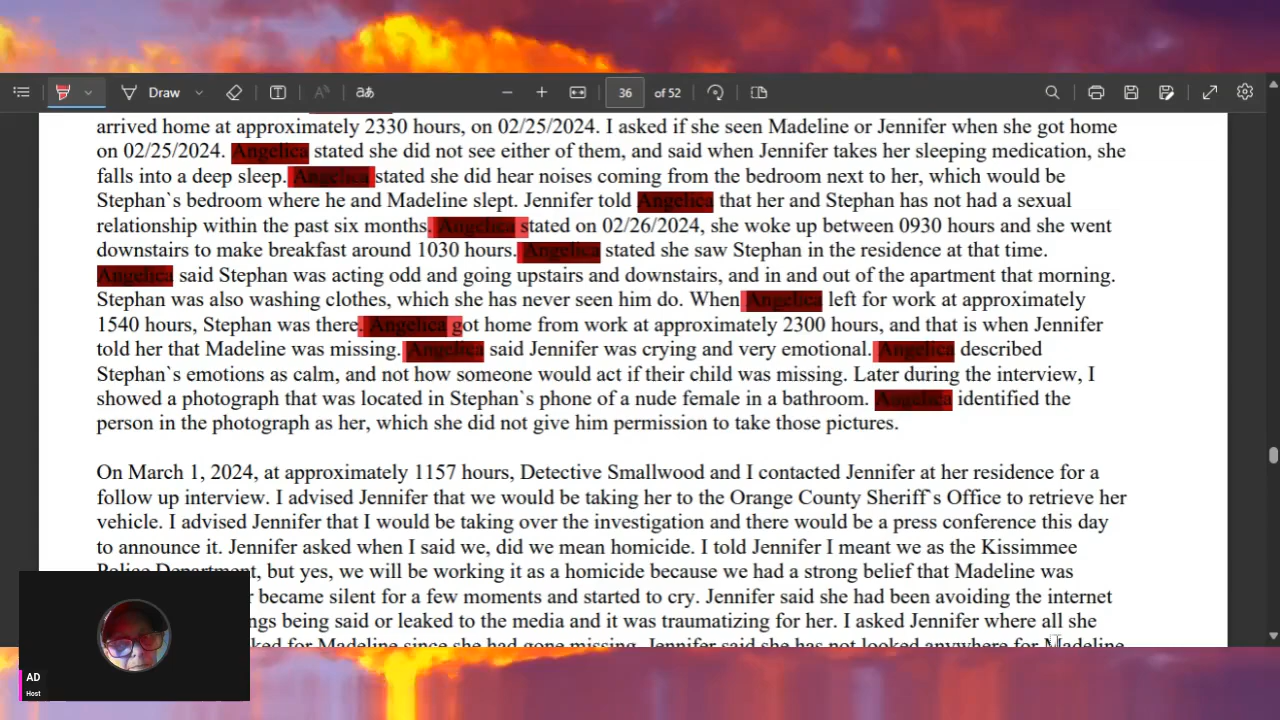 Draw
36 of 52
arrived home at approximately 2330 hours, on 02/25/2024. I asked if she seen Madeline or Jennifer when she got home
on 02/25/2024. Angelica stated she did not see either of them, and said when Jennifer takes her sleeping medication, she
falls into a deep sleep. Angelica stated she did hear noises coming from the bedroom next to her, which would be
Stephan`s bedroom where he and Madeline slept. Jennifer told Angelica that her and Stephan has not had a sexual
relationship within the past six months. Angelica stated on 02/26/2024, she woke up between 0930 hours and she went
downstairs to make breakfast around 1030 hours. Angelica stated she saw Stephan in the residence at that time.
Angelica said Stephan was acting odd and going upstairs and downstairs, and in and out of the apartment that morning.
Stephan was also washing clothes, which she has never seen him do. When Angelica left for work at approximately
1540 hours, Stephan was there. Angelica got home from work at approximately 2300 hours, and that is when Jennifer
told her that Madeline was missing. Angelica said Jennifer was crying and very emotional. Angelica described
Stephan`s emotions as calm, and not how someone would act if their child was missing. Later during the interview, I
showed a photograph that was located in Stephan`s phone of a nude female in a bathroom. Angelica identified the
person in the photograph as her, which she did not give him permission to take those pictures.
On March 1, 2024, at approximately 1157 hours, Detective Smallwood and I contacted Jennifer at her residence for a
follow up interview. I advised Jennifer that we would be taking her to the Orange County Sheriff`s Office to retrieve her
vehicle. I advised Jennifer that I would be taking over the investigation and there would be a press conference this day
to announce it. Jennifer asked when I said we, did we mean homicide. I told Jennifer I meant we as the Kissimmee
Police Department, but yes, we will be working it as a homicide because we had a strong belief that Madeline was
became silent for a few moments and started to cry. Jennifer said she had been avoiding the internet
being said or leaked to the media and it was traumatizing for her. I asked Jennifer where all she
for Madeline since she had gone missing. Jennifer said she has not looked anywhere for Madeline
AD
Host